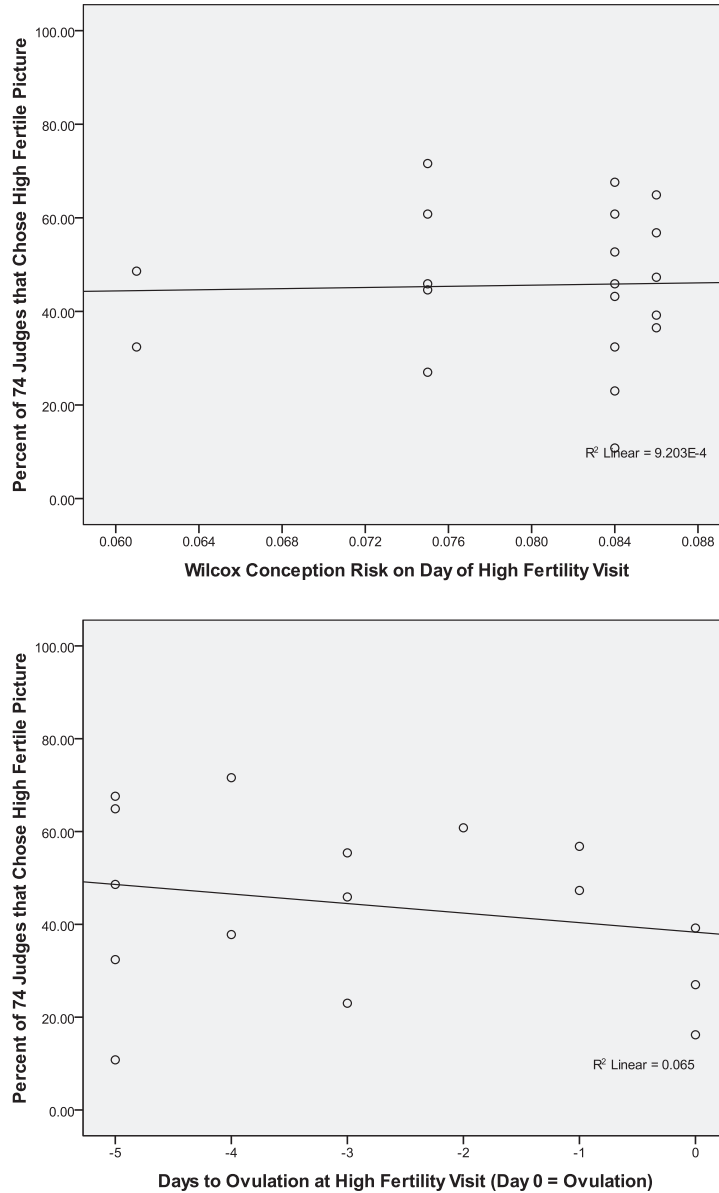 Percent of 74 Judges that Chose High Fertile Picture
100.00
80.00
60.00
40.00
20.00
0.00
R² Linear = 9.203E-4
0.060 0.064 0.068 0.072 0.076 0.080 0.084 0.088
Wilcox Conception Risk on Day of High Fertility Visit
Percent of 74 Judges that Chose High Fertile Picture
100.00
80.00
60.00
40.00
20.00
0.00
R² Linear = 0.065
-5 -4 -3 -2 -1 0
Days to Ovulation at High Fertility Visit (Day 0 = Ovulation)